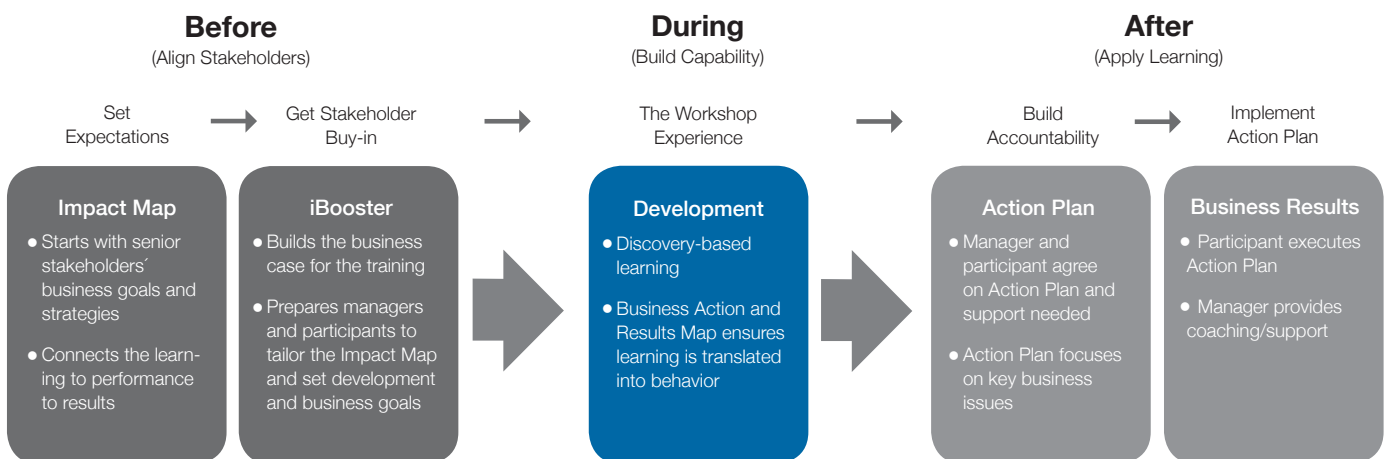 Before
(Align Stakeholders)
During
(Build Capability)
After
(Apply Learning)
Set
Expectations
Get Stakeholder
Buy-in
The Workshop
Experience
Build
Accountability
Implement
Action Plan
Impact Map
● Starts with senior
stakeholders´
business goals and
strategies
● Connects the learn-
ing to performance
to results
iBooster
● Builds the business
case for the training
● Prepares managers
and participants to
tailor the Impact Map
and set development
and business goals
Development
● Discovery-based
learning
● Business Action and
Results Map ensures
learning is translated
into behavior
Action Plan
● Manager and
participant agree
on Action Plan and
support needed
● Action Plan focuses
on key business
issues
Business Results
● Participant executes
Action Plan
● Manager provides
coaching/support